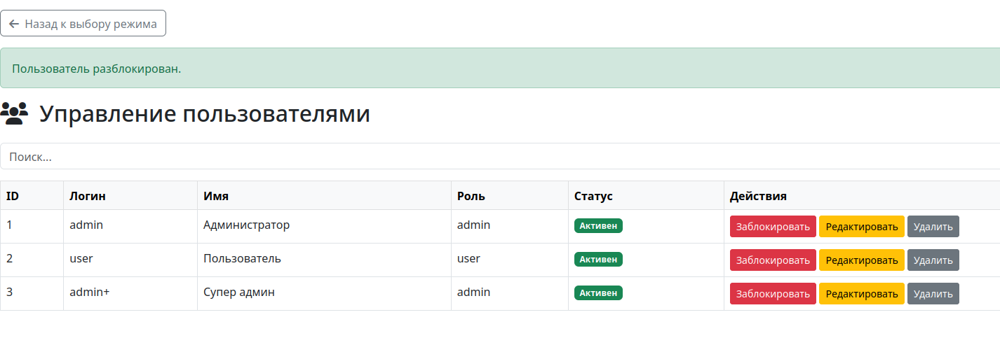 ← Назад к выбору режима
Пользователь разблокирован.
Управление пользователями
Поиск...
ID Логин Имя Роль Статус Действия
1 admin Администратор admin Активен Заблокировать Редактировать Удалить
2 user Пользователь user Активен Заблокировать Редактировать Удалить
3 admin+ Супер админ admin Активен Заблокировать Редактировать Удалить